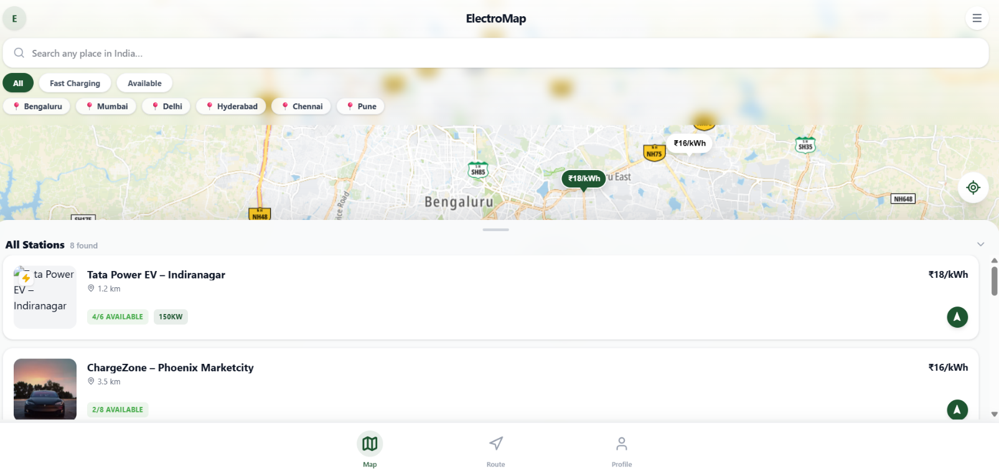 E
ElectroMap
Search any place in India...
All
Fast Charging
Available
Bengaluru
Mumbai
Delhi
Hyderabad
Chennai
Pune
₹16/kWh
NH75
SH35
SH85
₹18/kWh
ru East
Bengaluru
NH648
vice Road
NH48
All Stations 8 found
ta Power
EV –
Indiranagar
Tata Power EV – Indiranagar
₹18/kWh
1.2 km
4/6 AVAILABLE
150KW
ChargeZone – Phoenix Marketcity
₹16/kWh
3.5 km
2/8 AVAILABLE
Map
Route
Profile